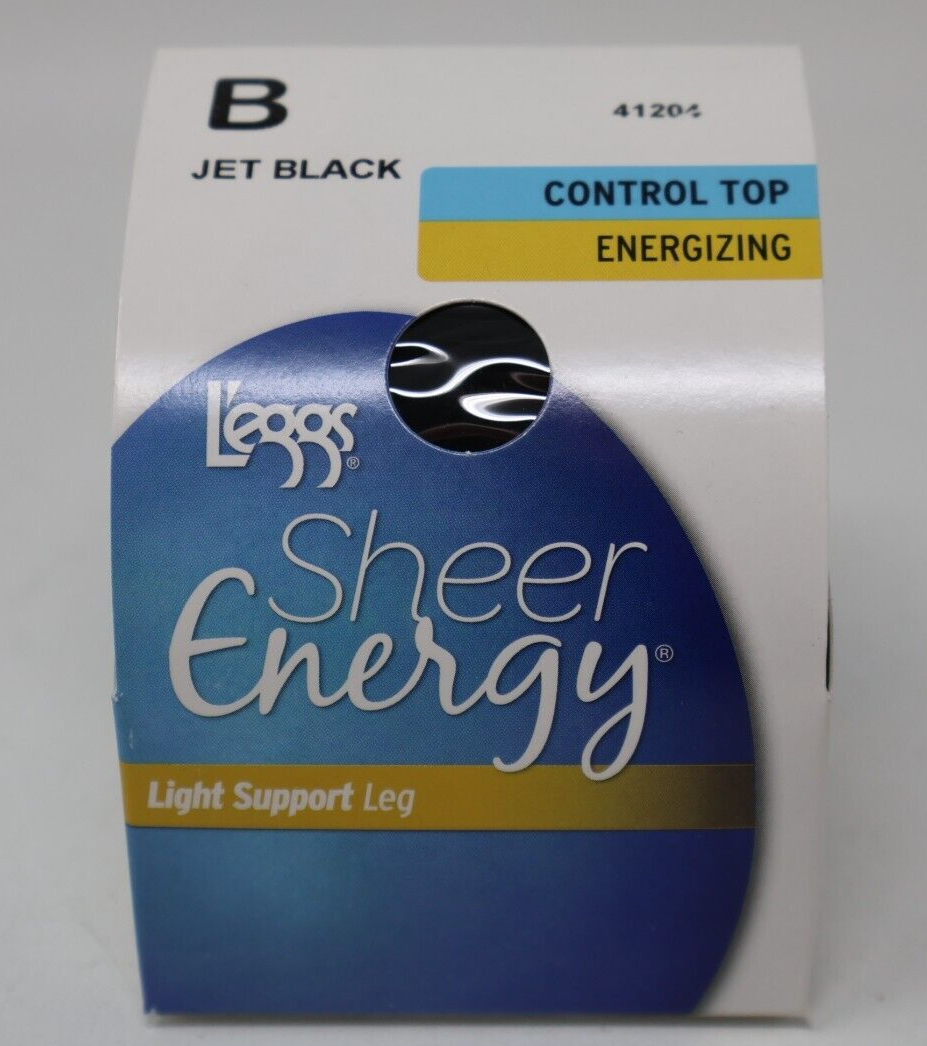 B
41204
JET BLACK
CONTROL TOP
ENERGIZING
L'eggs®
Sheer
Energy®
Light Support Leg